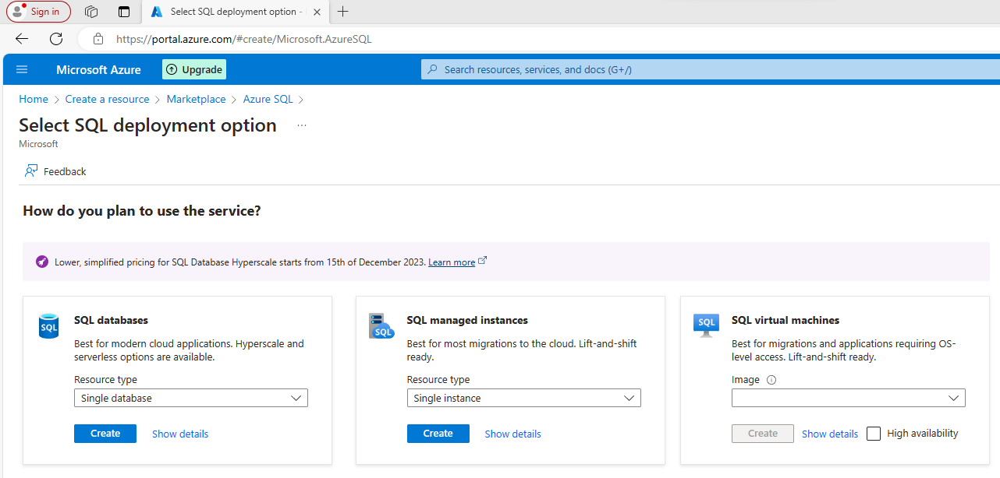 Sign in
Select SQL deployment option -
https://portal.azure.com/#create/Microsoft.AzureSQL
Microsoft Azure
Upgrade
Search resources, services, and docs (G+/)
Home > Create a resource > Marketplace > Azure SQL >
Select SQL deployment option ...
Microsoft
Feedback
How do you plan to use the service?
Lower, simplified pricing for SQL Database Hyperscale starts from 15th of December 2023. Learn more
SQL
SQL databases
Best for modern cloud applications. Hyperscale and
serverless options are available.
Resource type
Single database
Create
Show details
SQL
SQL managed instances
Best for most migrations to the cloud. Lift-and-shift
ready.
Resource type
Single instance
Create
Show details
SQL
SQL virtual machines
Best for migrations and applications requiring OS-
level access. Lift-and-shift ready.
Image
Create
Show details
High availability